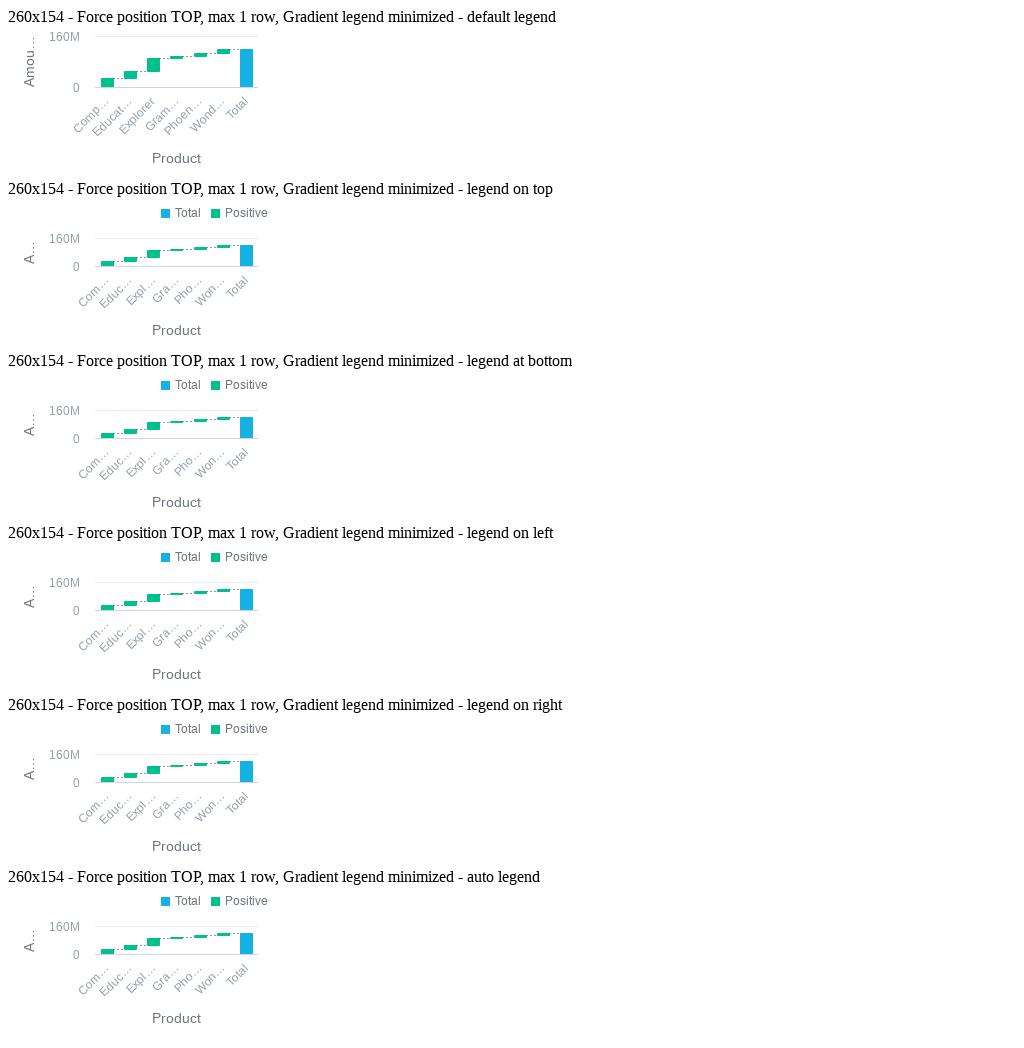 260x154 - Force position TOP, max 1 row, Gradient legend minimized - default legend
160M
0
Amou…
Comp… Educat… Explorer Gram… Phoen… Wond… Total
Product
260x154 - Force position TOP, max 1 row, Gradient legend minimized - legend on top
Total Positive
160M
0
A…
Com… Educ… Expl … Gra… Pho… Won… Total
Product
260x154 - Force position TOP, max 1 row, Gradient legend minimized - legend at bottom
Total Positive
160M
0
A…
Com… Educ… Expl … Gra… Pho… Won… Total
Product
260x154 - Force position TOP, max 1 row, Gradient legend minimized - legend on left
Total Positive
160M
0
A…
Com… Educ… Expl … Gra… Pho… Won… Total
Product
260x154 - Force position TOP, max 1 row, Gradient legend minimized - legend on right
Total Positive
160M
0
A…
Com… Educ… Expl … Gra… Pho… Won… Total
Product
260x154 - Force position TOP, max 1 row, Gradient legend minimized - auto legend
Total Positive
160M
0
A…
Com… Educ… Expl … Gra… Pho… Won… Total
Product